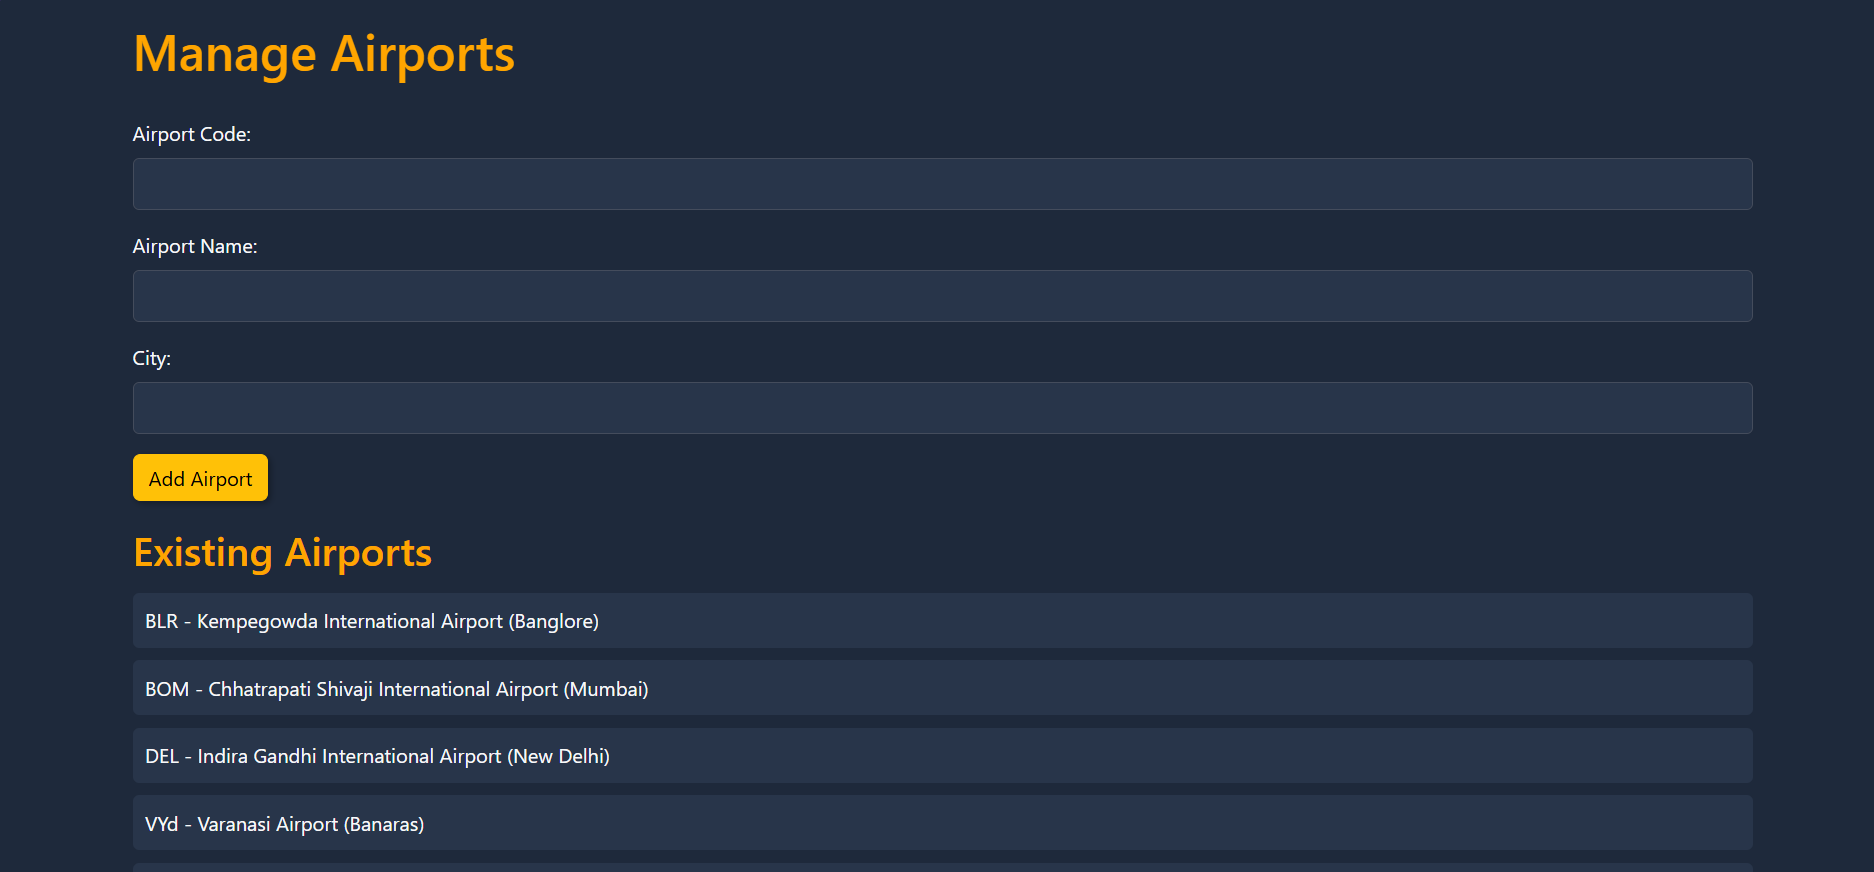 Manage Airports
Airport Code:
Airport Name:
City:
Add Airport
Existing Airports
BLR - Kempegowda International Airport (Banglore)
BOM - Chhatrapati Shivaji International Airport (Mumbai)
DEL - Indira Gandhi International Airport (New Delhi)
VYd - Varanasi Airport (Banaras)